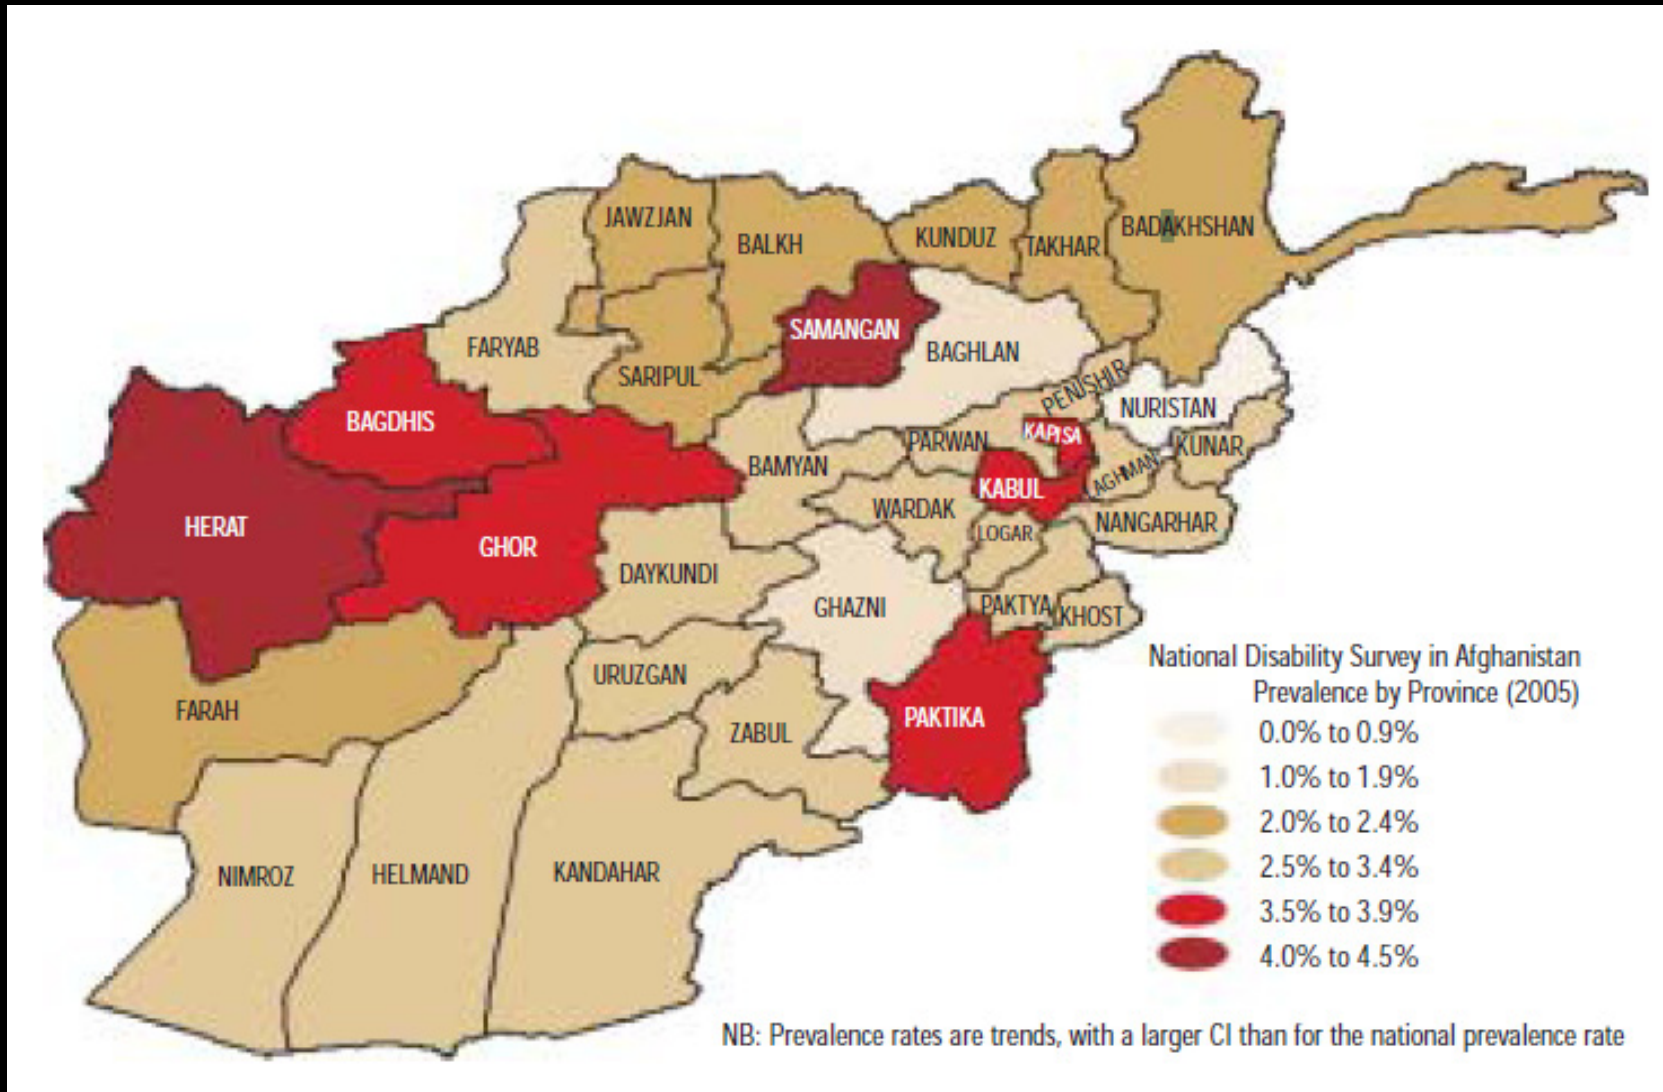 JAWZJAN
BALKH
KUNDUZ
TAKHAR
BADAKHSHAN
FARYAB
SARIPUL
SAMANGAN
BAGHLAN
PENJSHIR
NURISTAN
BAGDHIS
KAPISA
PARWAN
KUNAR
BAMYAN
AGHMAN
KABUL
WARDAK
HERAT
GHOR
LOGAR
NANGARHAR
DAYKUNDI
GHAZNI
PAKTYA
KHOST
URUZGAN
FARAH
ZABUL
PAKTIKA
NIMROZ
HELMAND
KANDAHAR
National Disability Survey in Afghanistan
Prevalence by Province (2005)
0.0% to 0.9%
1.0% to 1.9%
2.0% to 2.4%
2.5% to 3.4%
3.5% to 3.9%
4.0% to 4.5%
NB: Prevalence rates are trends, with a larger CI than for the national prevalence rate